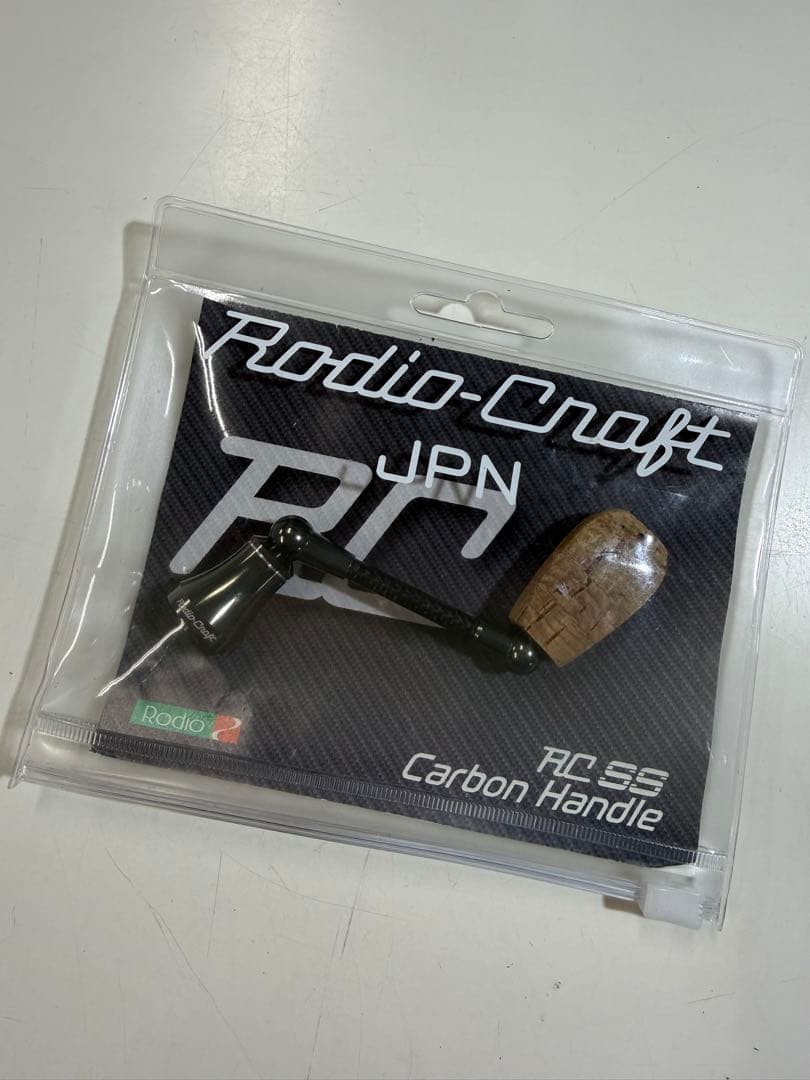 Rodio-Craft
JPN
RC
Rodio-Craft
Rodio
RC SS
Carbon Handle